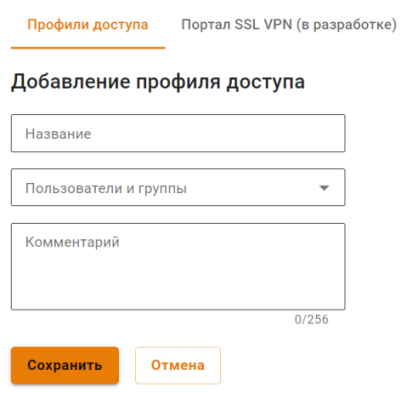 Профили доступа Портал SSL VPN (в разработке)
Добавление профиля доступа
Название
Пользователи и группы
Комментарий
0/256
Сохранить Отмена